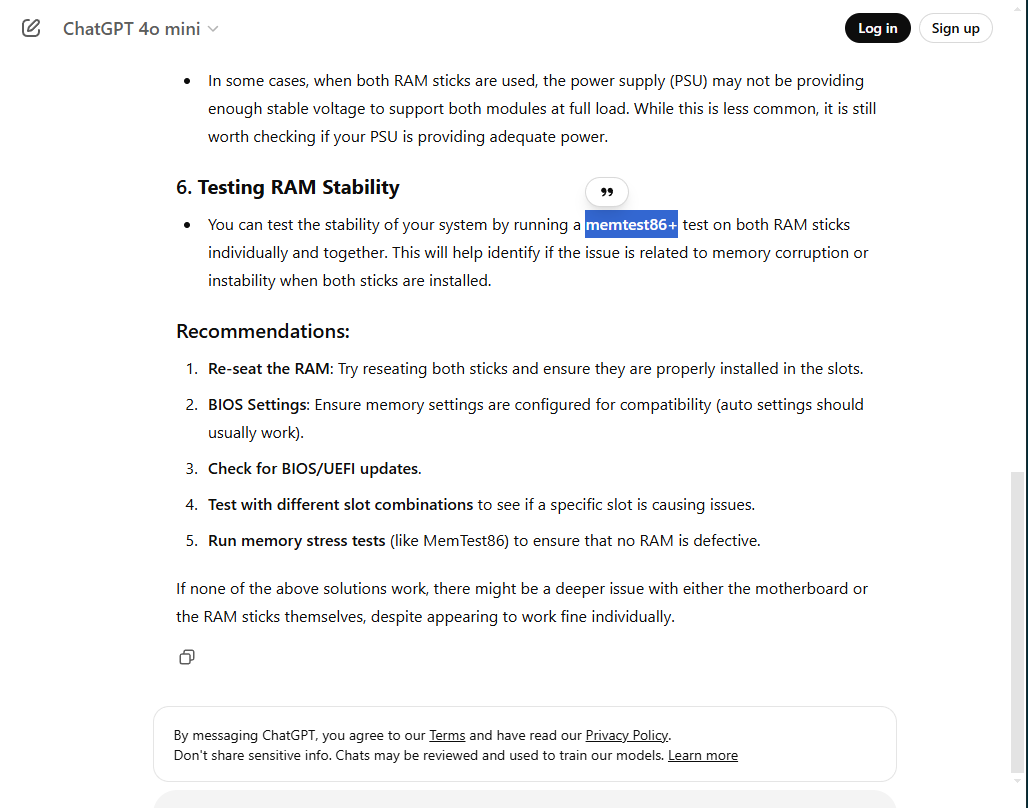 ChatGPT 4o mini
Log in
Sign up
In some cases, when both RAM sticks are used, the power supply (PSU) may not be providing
enough stable voltage to support both modules at full load. While this is less common, it is still
worth checking if your PSU is providing adequate power.
6. Testing RAM Stability
You can test the stability of your system by running a memtest86+ test on both RAM sticks
individually and together. This will help identify if the issue is related to memory corruption or
instability when both sticks are installed.
Recommendations:
1. Re-seat the RAM: Try reseating both sticks and ensure they are properly installed in the slots.
2. BIOS Settings: Ensure memory settings are configured for compatibility (auto settings should
usually work).
3. Check for BIOS/UEFI updates.
4. Test with different slot combinations to see if a specific slot is causing issues.
5. Run memory stress tests (like MemTest86) to ensure that no RAM is defective.
If none of the above solutions work, there might be a deeper issue with either the motherboard or
the RAM sticks themselves, despite appearing to work fine individually.
By messaging ChatGPT, you agree to our Terms and have read our Privacy Policy.
Don't share sensitive info. Chats may be reviewed and used to train our models. Learn more